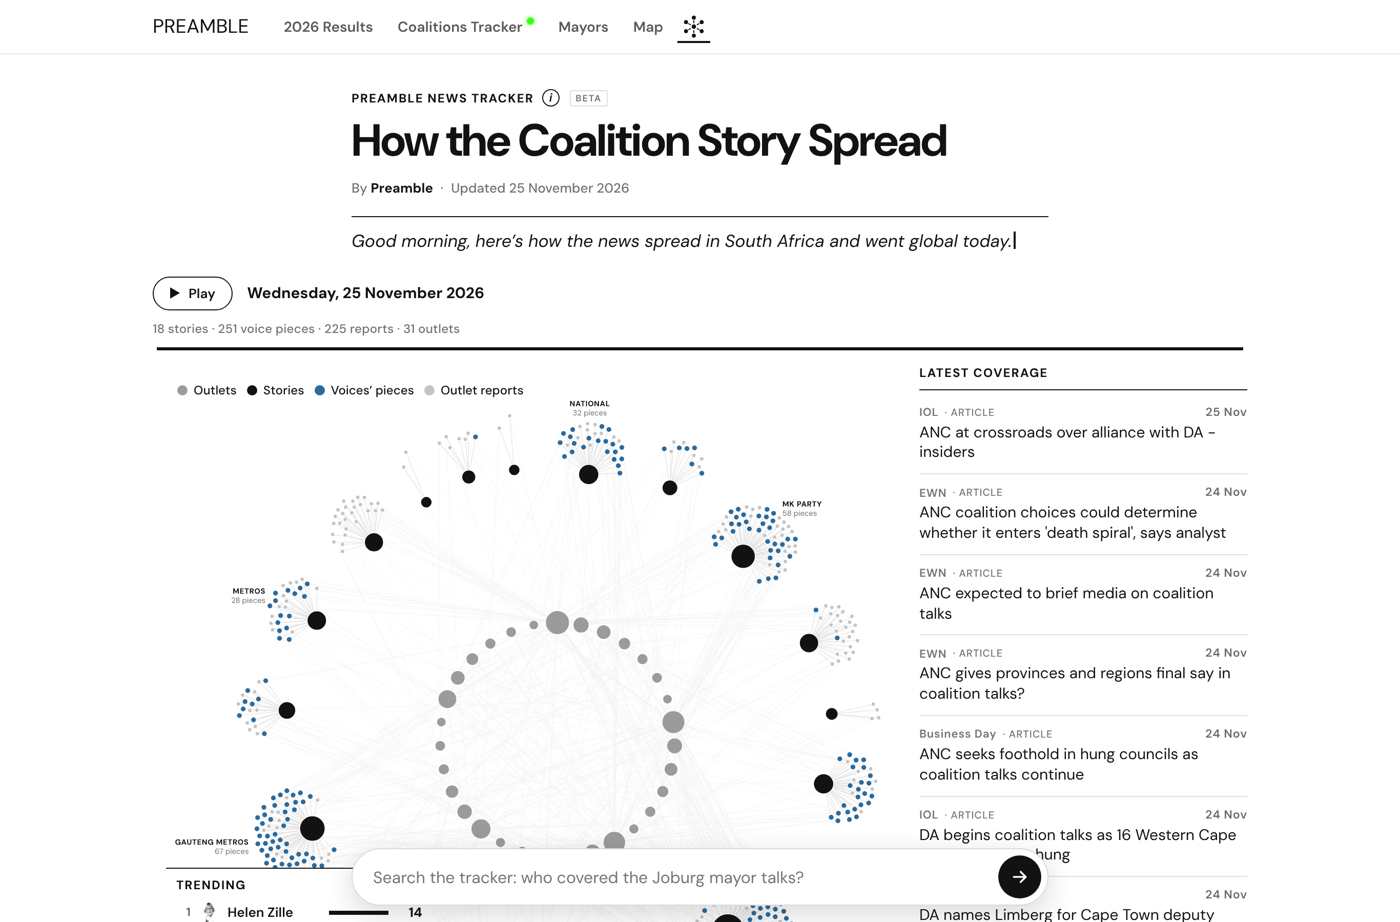 PREAMBLE
2026 Results
Coalitions Tracker
Mayors
Map
PREAMBLE NEWS TRACKER
i
BETA
How the Coalition Story Spread
By Preamble · Updated 25 November 2026
Good morning, here’s how the news spread in South Africa and went global today.
Play
Wednesday, 25 November 2026
18 stories · 251 voice pieces · 225 reports · 31 outlets
Outlets
Stories
Voices’ pieces
Outlet reports
NATIONAL
32 pieces
MK PARTY
58 pieces
METROS
28 pieces
GAUTENG METROS
67 pieces
TRENDING
1 Helen Zille 14
LATEST COVERAGE
IOL · ARTICLE 25 Nov
ANC at crossroads over alliance with DA -
insiders
EWN · ARTICLE 24 Nov
ANC coalition choices could determine
whether it enters 'death spiral', says analyst
EWN · ARTICLE 24 Nov
ANC expected to brief media on coalition
talks
EWN · ARTICLE 24 Nov
ANC gives provinces and regions final say in
coalition talks?
Business Day · ARTICLE 24 Nov
ANC seeks foothold in hung councils as
coalition talks continue
IOL · ARTICLE 24 Nov
DA begins coalition talks as 16 Western Cape
hung
24 Nov
DA names Limberg for Cape Town deputy
Search the tracker: who covered the Joburg mayor talks?